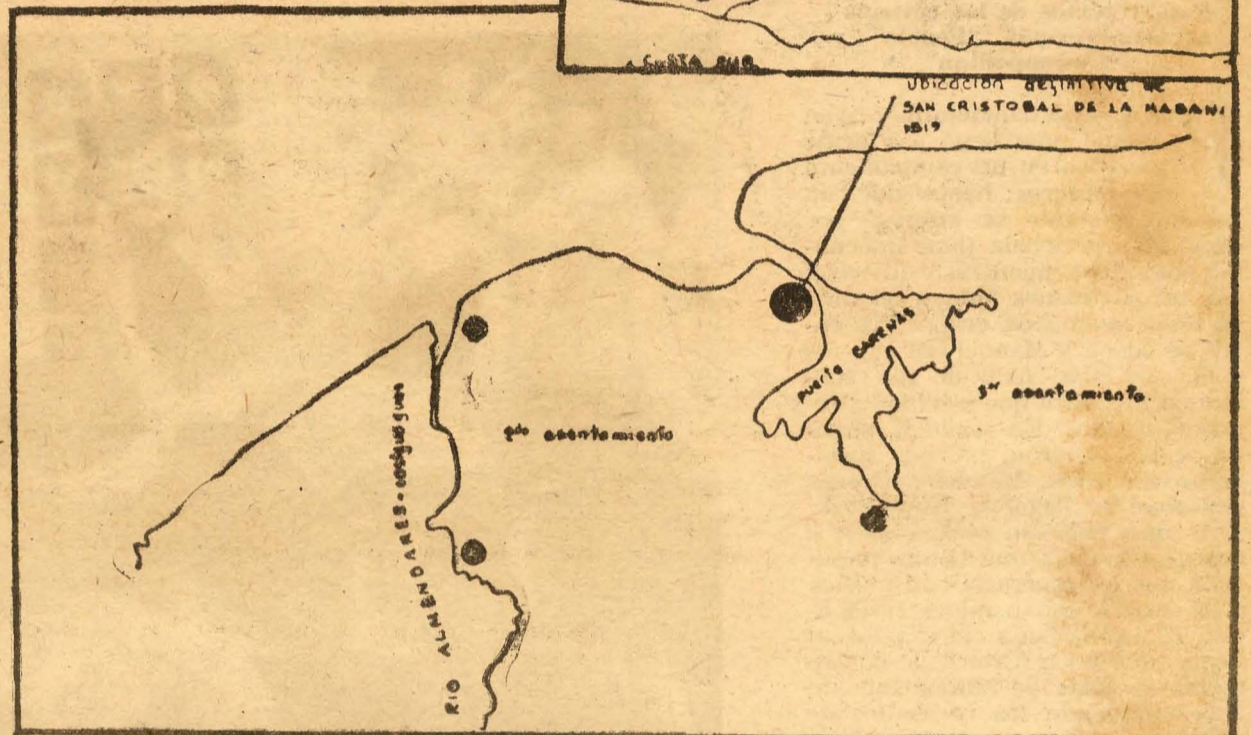 COSTA SUR
Ubicación definitiva de
SAN CRISTOBAL DE LA HABANA
1519
puerto CARENAS
3er asentamiento.
2do asentamiento
RIO ALMENDARES-casiguaguas